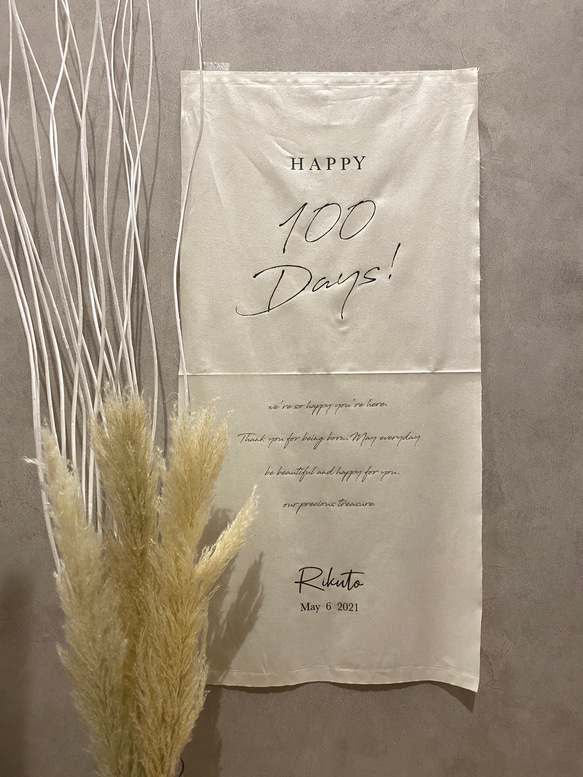 HAPPY
100
Days!
we're so happy you're here.
Thank you for being born. May everyday
be beautiful and happy for you.
our precious treasure
Rikuto
May 6 2021